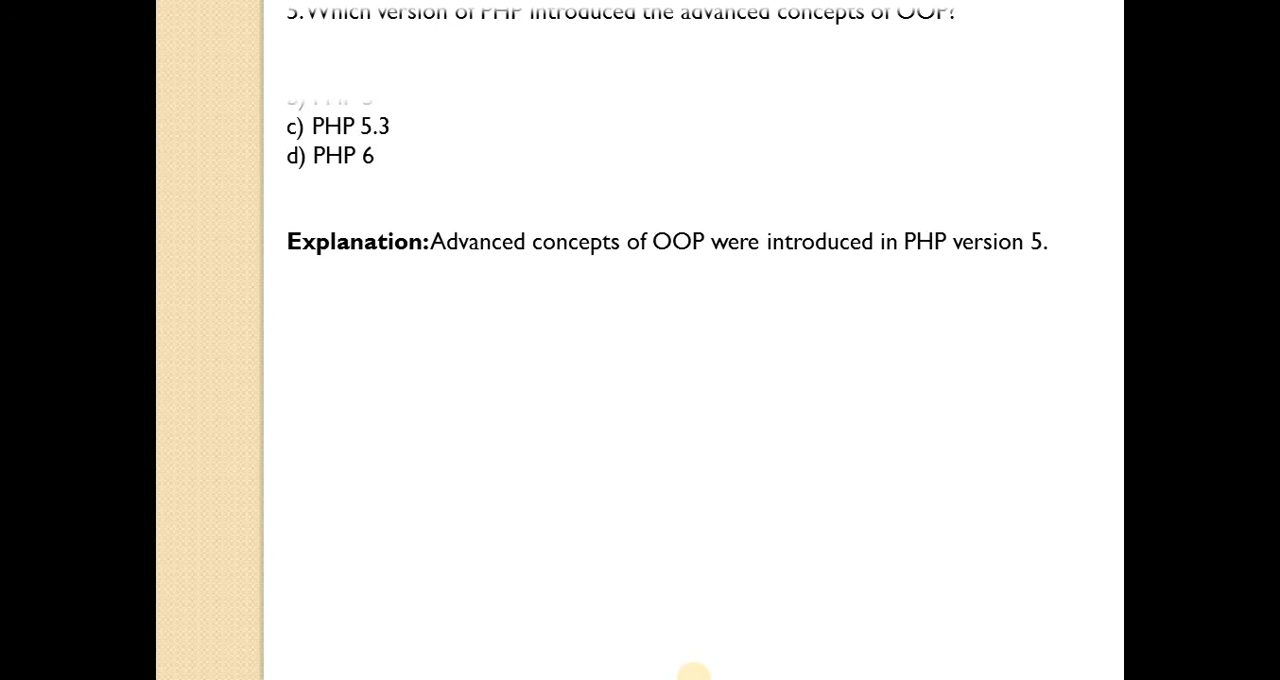 Which version of PHP introduced the advanced concepts of OOP?
c) PHP 5.3
d) PHP 6
Explanation:Advanced concepts of OOP were introduced in PHP version 5.